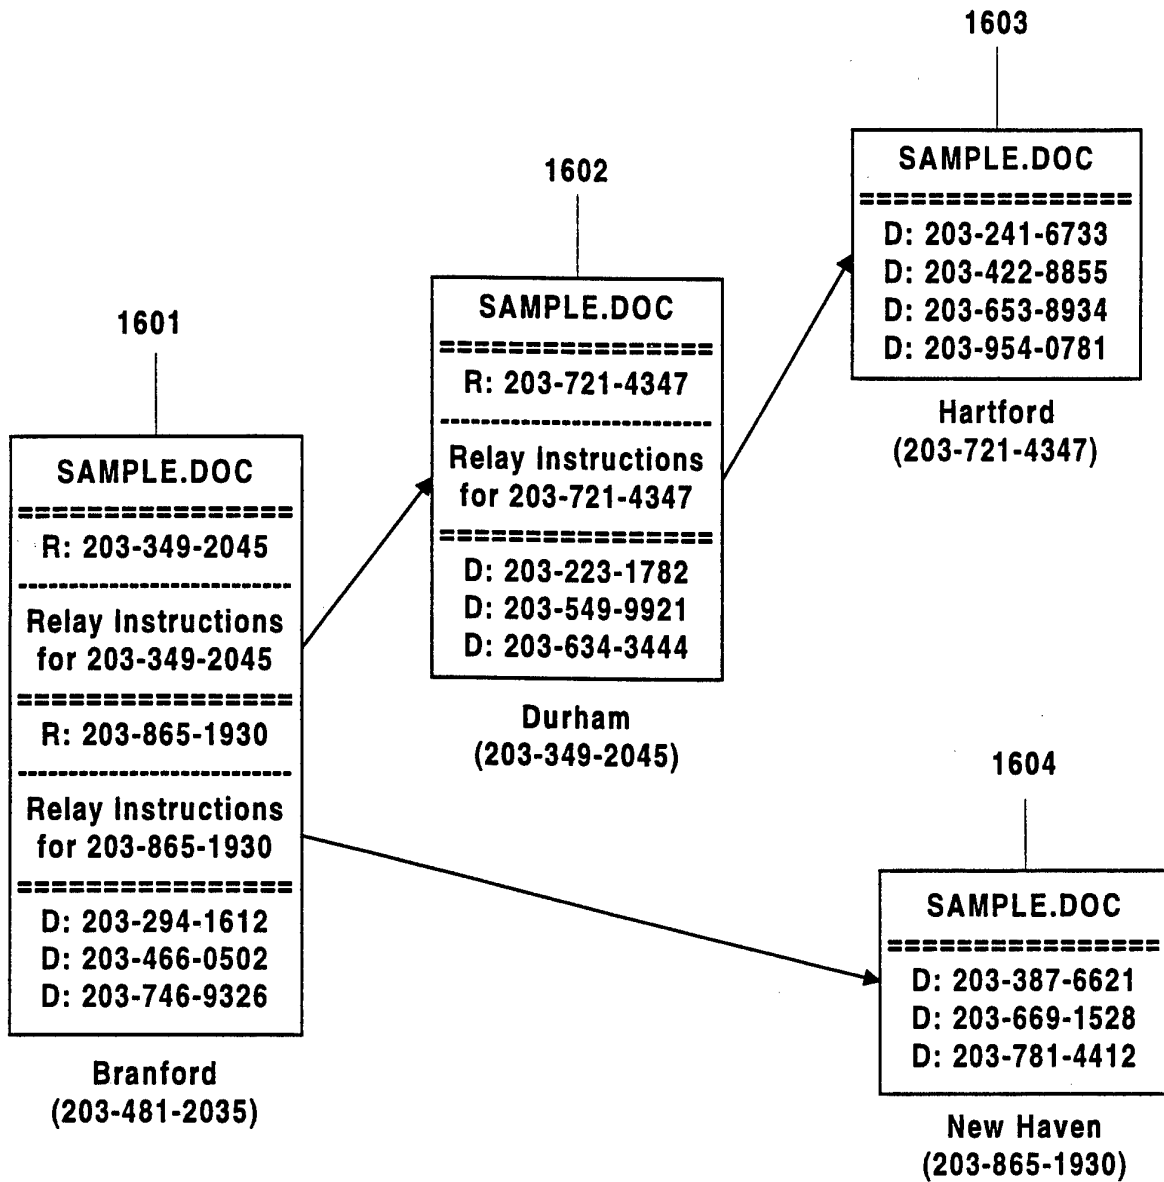 1603
SAMPLE.DOC
================
D: 203-241-6733
D: 203-422-8855
D: 203-653-8934
D: 203-954-0781
Hartford
(203-721-4347)
1602
SAMPLE.DOC
================
R: 203-721-4347
----------------------------
Relay Instructions
for 203-721-4347
================
D: 203-223-1782
D: 203-549-9921
D: 203-634-3444
Durham
(203-349-2045)
1601
SAMPLE.DOC
================
R: 203-349-2045
----------------------------
Relay Instructions
for 203-349-2045
================
R: 203-865-1930
----------------------------
Relay Instructions
for 203-865-1930
================
D: 203-294-1612
D: 203-466-0502
D: 203-746-9326
Branford
(203-481-2035)
1604
SAMPLE.DOC
================
D: 203-387-6621
D: 203-669-1528
D: 203-781-4412
New Haven
(203-865-1930)